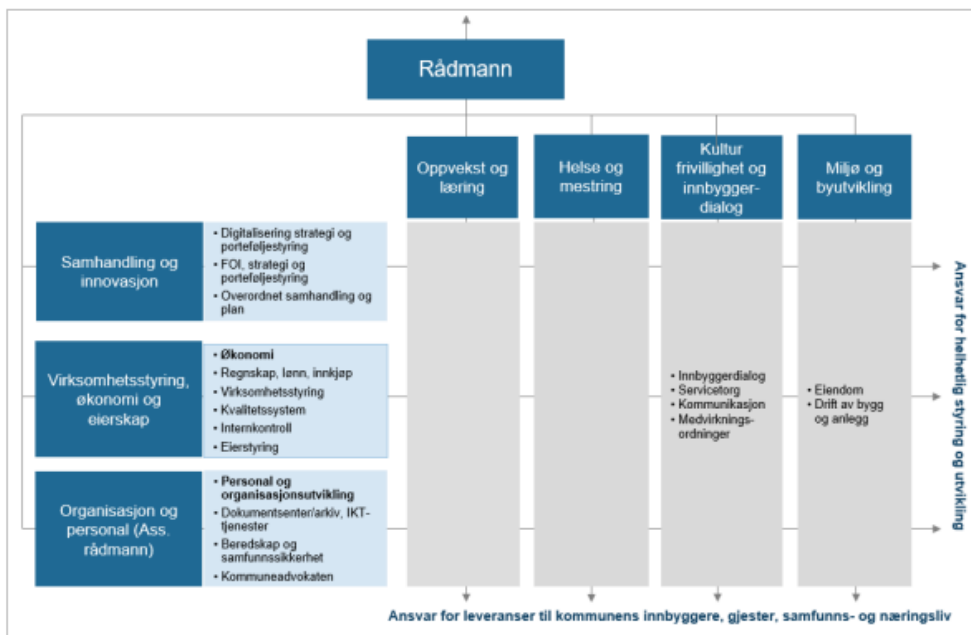 Rådmann
Oppvekst og
læring
Helse og
mestring
Kultur
frivillighet og
innbygger-
dialog
Miljø og
byutvikling
Samhandling og
innovasjon
• Digitalisering strategi og
porteføljestyring
• FOI, strategi og
porteføljestyring
• Overordnet samhandling og
plan
Virksomhetsstyring,
økonomi og
eierskap
• Økonomi
• Regnskap, lønn, innkjøp
• Virksomhetsstyring
• Kvalitetssystem
• Internkontroll
• Eierstyring
• Innbyggerdialog
• Servicetorg
• Kommunikasjon
• Medvirknings-
ordninger
• Eiendom
• Drift av bygg
og anlegg
Organisasjon og
personal (Ass.
rådmann)
• Personal og
organisasjonsutvikling
• Dokumentsenter/arkiv, IKT-
tjenester
• Beredskap og
samfunnssikkerhet
• Kommuneadvokaten
Ansvar for helhetlig styring og utvikling
Ansvar for leveranser til kommunens innbyggere, gjester, samfunns- og næringsliv